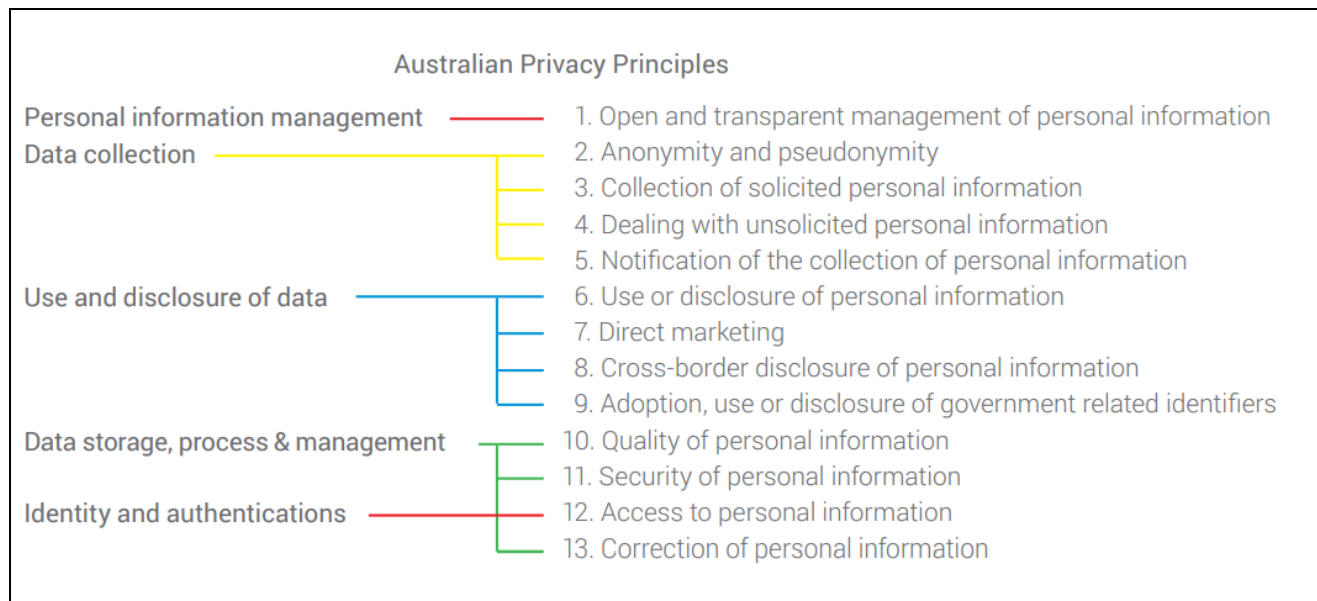 Australian Privacy Principles
Personal information management
1. Open and transparent management of personal information
Data collection
2. Anonymity and pseudonymity
3. Collection of solicited personal information
4. Dealing with unsolicited personal information
5. Notification of the collection of personal information
Use and disclosure of data
6. Use or disclosure of personal information
7. Direct marketing
8. Cross-border disclosure of personal information
9. Adoption, use or disclosure of government related identifiers
Data storage, process & management
10. Quality of personal information
11. Security of personal information
Identity and authentications
12. Access to personal information
13. Correction of personal information